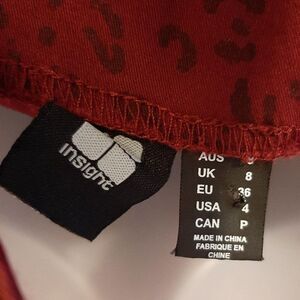 insight
AUS
UK 8
EU 36
USA 4
CAN P
MADE IN CHINA
FABRIQUE EN
CHINE